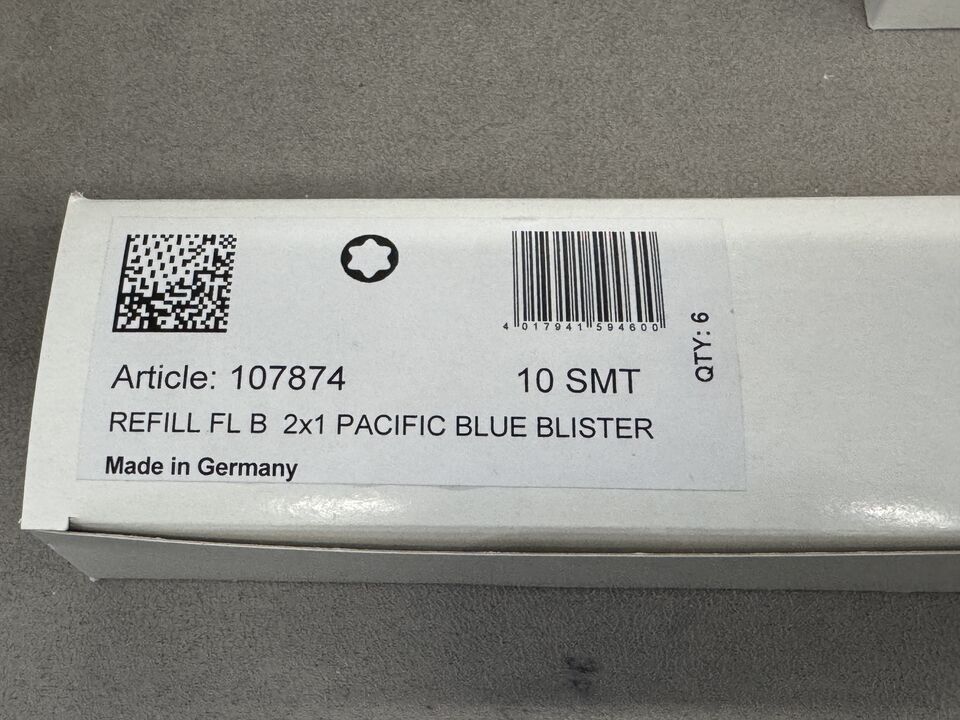 4 017941 594600
QTY: 6
Article: 107874
10 SMT
REFILL FL B 2x1 PACIFIC BLUE BLISTER
Made in Germany